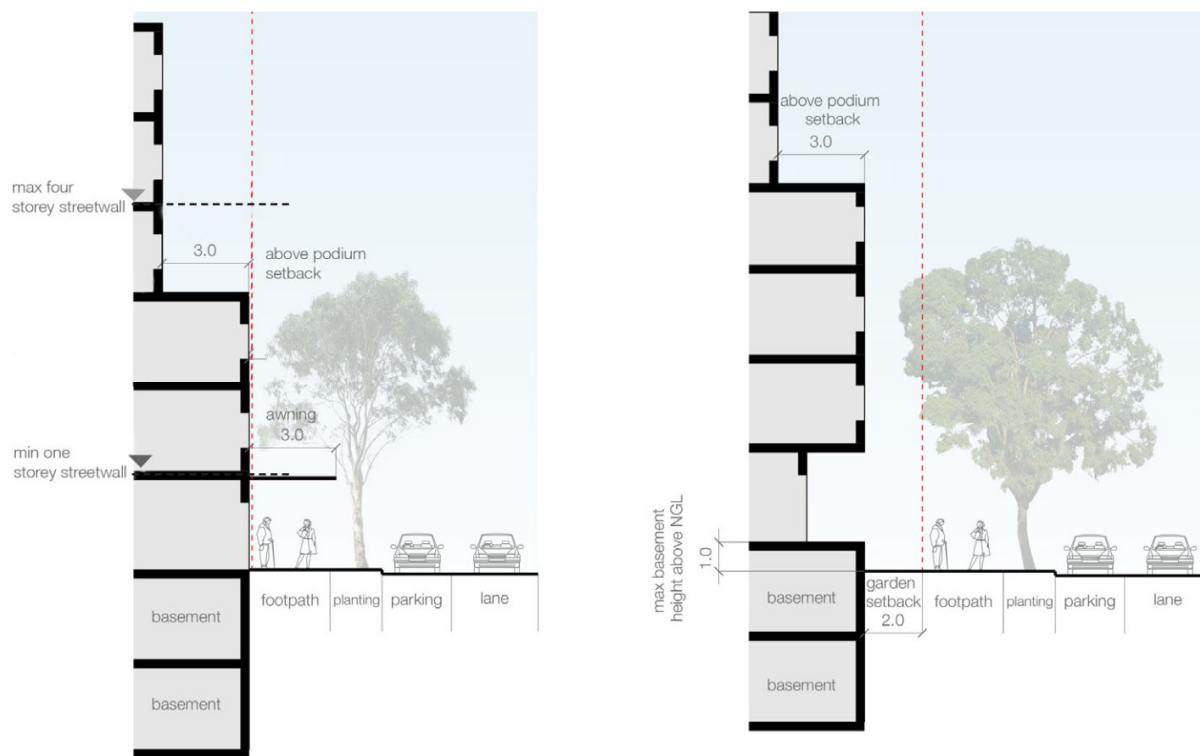 max four
storey streetwall
3.0
above podium
setback
awning
3.0
min one
storey streetwall
basement
basement
footpath
planting
parking
lane
above podium
setback
3.0
max basement
height above NGL
1.0
basement
basement
garden
setback
2.0
footpath
planting
parking
lane